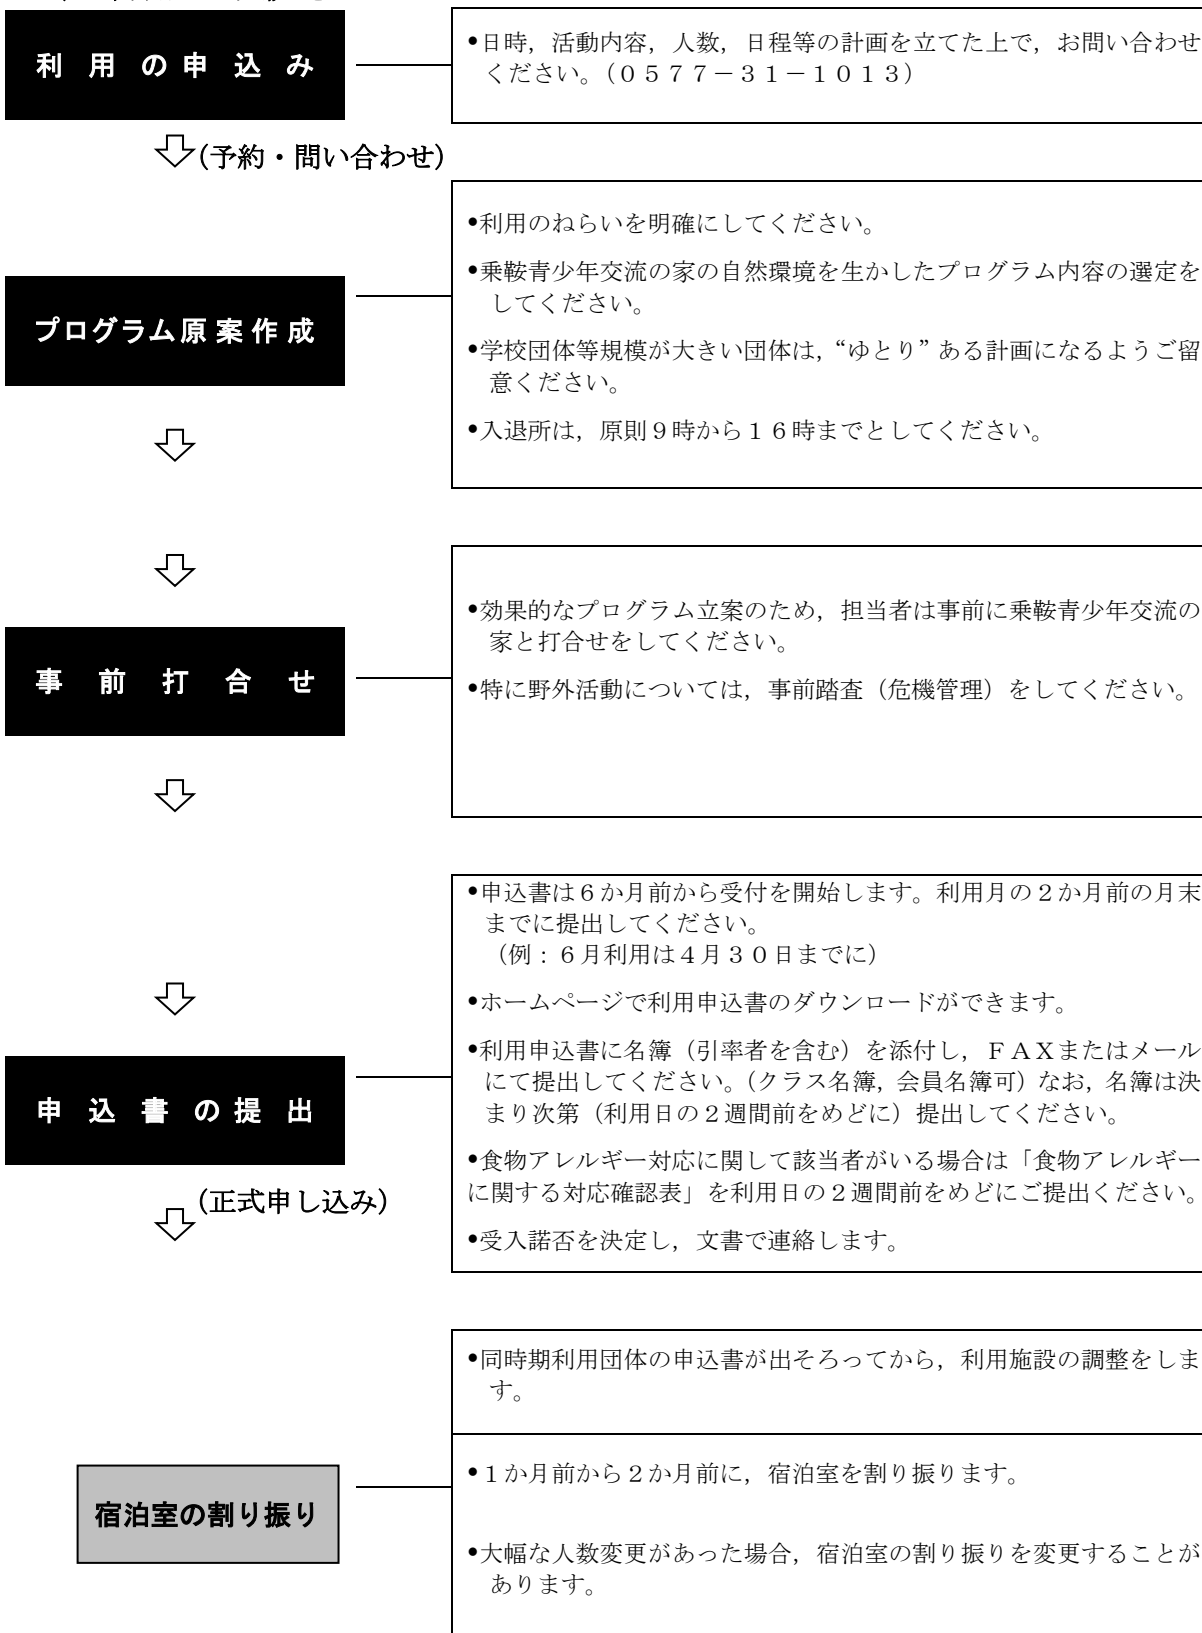 利用の申込み
•日時，活動内容，人数，日程等の計画を立てた上で，お問い合わせ
ください。（０５７７－３１－１０１３）
(予約・問い合わせ)
プログラム原案作成
•利用のねらいを明確にしてください。
•乗鞍青少年交流の家の自然環境を生かしたプログラム内容の選定を
してください。
•学校団体等規模が大きい団体は，“ゆとり”ある計画になるようご留
意ください。
•入退所は，原則９時から１６時までとしてください。
事前打合せ
•効果的なプログラム立案のため，担当者は事前に乗鞍青少年交流の
家と打合せをしてください。
•特に野外活動については，事前踏査（危機管理）をしてください。
申込書の提出
•申込書は６か月前から受付を開始します。利用月の２か月前の月末
までに提出してください。
（例：６月利用は４月３０日までに）
•ホームページで利用申込書のダウンロードができます。
•利用申込書に名簿（引率者を含む）を添付し，ＦＡＸまたはメール
にて提出してください。（クラス名簿，会員名簿可）なお，名簿は決
まり次第（利用日の２週間前をめどに）提出してください。
•食物アレルギー対応に関して該当者がいる場合は「食物アレルギー
に関する対応確認表」を利用日の２週間前をめどにご提出ください。
•受入諾否を決定し，文書で連絡します。
(正式申し込み)
•同時期利用団体の申込書が出そろってから，利用施設の調整をしま
す。
宿泊室の割り振り
•１か月前から２か月前に，宿泊室を割り振ります。
•大幅な人数変更があった場合，宿泊室の割り振りを変更することが
あります。